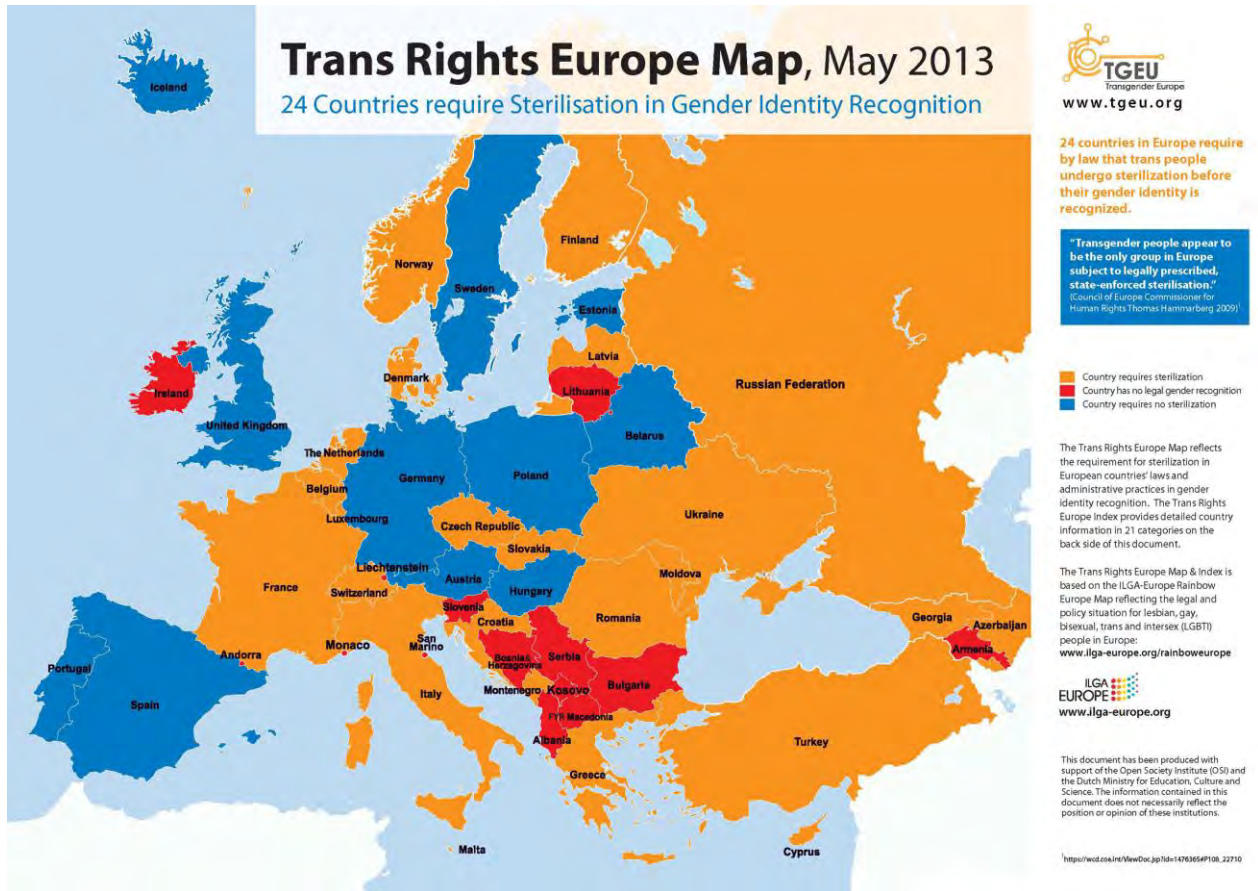 Trans Rights Europe Map, May 2013
24 Countries require Sterilisation in Gender Identity Recognition
Iceland
Norway
Sweden
Finland
Estonia
Latvia
Lithuania
Denmark
Ireland
United Kingdom
The Netherlands
Belgium
Luxembourg
Germany
Poland
Belarus
Russian Federation
Czech Republic
Slovakia
Ukraine
Liechtenstein
Austria
Hungary
Moldova
France
Switzerland
Slovenia
Croatia
Romania
Georgia
Azerbaijan
Armenia
Portugal
Spain
Andorra
Monaco
San
Marino
Italy
Bosnia &
Herzegovina
Serbia
Montenegro
Kosovo
Bulgaria
FYR Macedonia
Albania
Greece
Turkey
Malta
Cyprus
TGEU
Transgender Europe
www.tgeu.org
24 countries in Europe require
by law that trans people
undergo sterilization before
their gender identity is
recognized.
"Transgender people appear to
be the only group in Europe
subject to legally prescribed,
state-enforced sterilisation."
(Council of Europe Commissioner for
Human Rights Thomas Hammarberg 2009)¹
Country requires sterilization
Country has no legal gender recognition
Country requires no sterilization
The Trans Rights Europe Map reflects
the requirement for sterilization in
European countries' laws and
administrative practices in gender
identity recognition. The Trans Rights
Europe Index provides detailed country
information in 21 categories on the
back side of this document.
The Trans Rights Europe Map & Index is
based on the ILGA-Europe Rainbow
Europe Map reflecting the legal and
policy situation for lesbian, gay,
bisexual, trans and intersex (LGBTI)
people in Europe:
www.ilga-europe.org/rainboweurope
ILGA
EUROPE
www.ilga-europe.org
This document has been produced with
support of the Open Society Institute (OSI) and
the Dutch Ministry for Education, Culture and
Science. The information contained in this
document does not necessarily reflect the
position or opinion of these institutions.
¹https://wcd.coe.int/ViewDoc.jsp?id=1476365#P108_22710